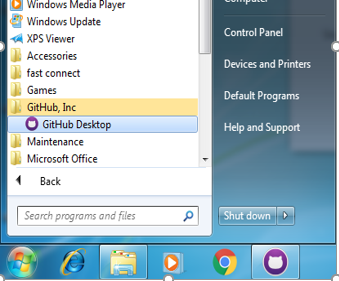 Windows Media Player
Windows Update
XPS Viewer
Accessories
fast connect
Games
GitHub, Inc
GitHub Desktop
Maintenance
Microsoft Office
Back
Search programs and files
Control Panel
Devices and Printers
Default Programs
Help and Support
Shut down